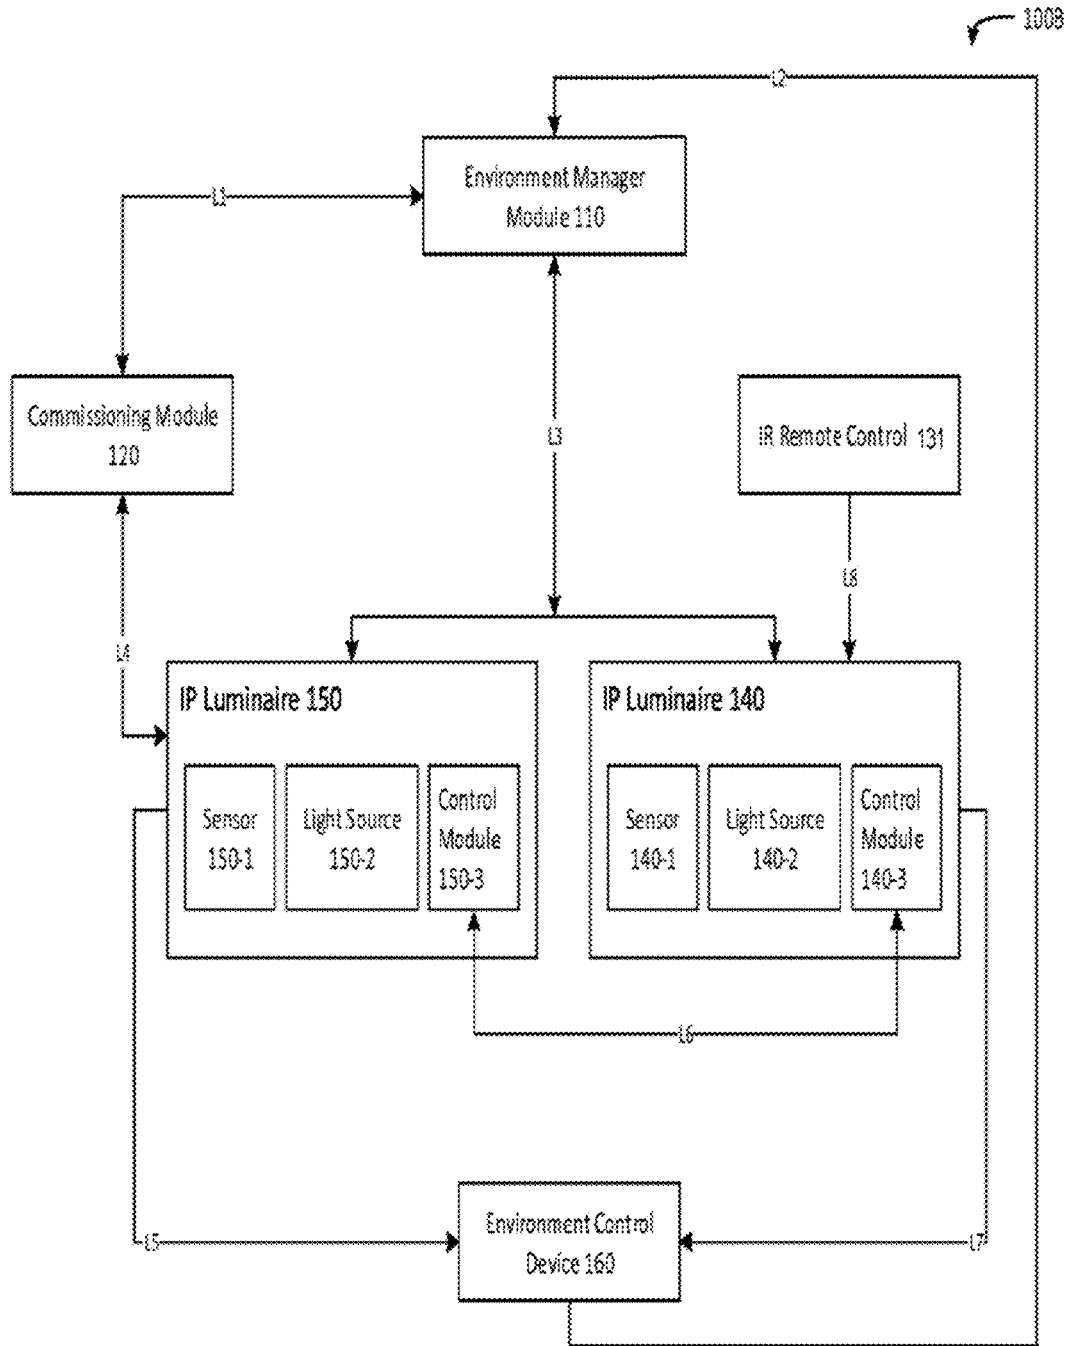 100B
L2
Environment Manager
Module 110
L1
Commissioning Module
120
L3
IR Remote Control 131
L8
L4
IP Luminaire 150
IP Luminaire 140
Sensor
150-1
Light Source
150-2
Control
Module
150-3
Sensor
140-1
Light Source
140-2
Control
Module
140-3
L6
L5
Environment Control
Device 160
L7